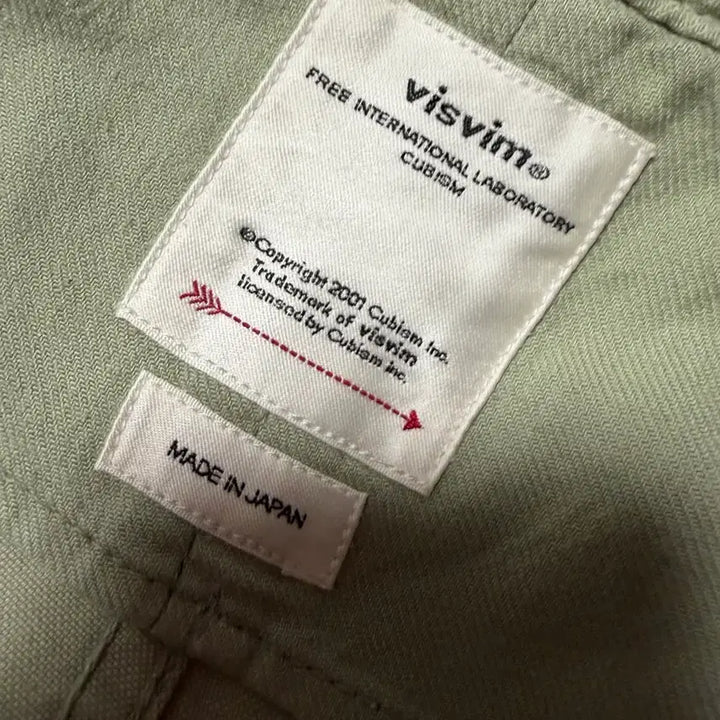 visvim®
FREE INTERNATIONAL LABORATORY
CUBISM
©Copyright 2001 Cubism Inc.
Trademark of visvim
licensed by Cubism inc.
MADE IN JAPAN